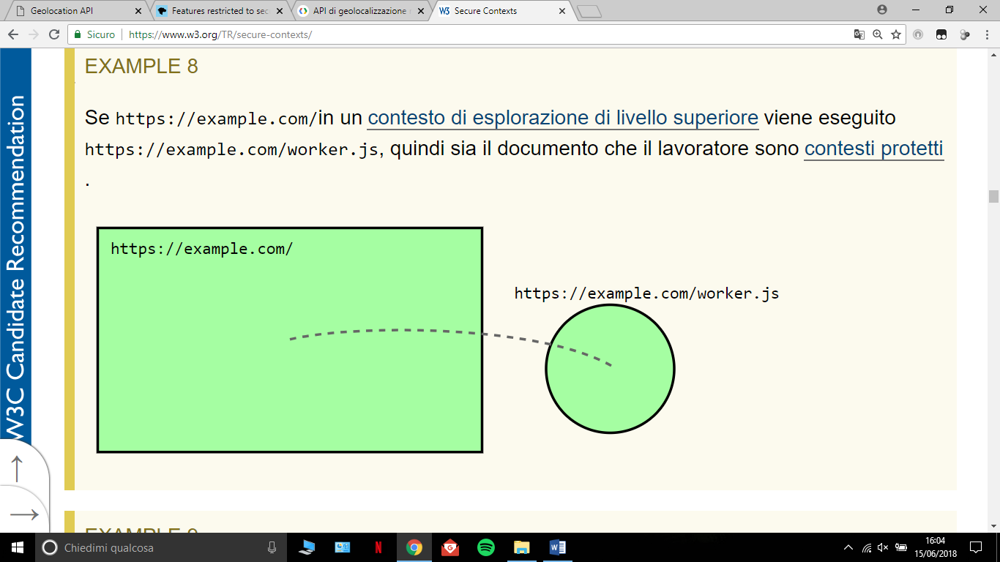 Geolocation API
Features restricted to sec
API di geolocalizzazione
W3 Secure Contexts
Sicuro
https://www.w3.org/TR/secure-contexts/
W3C Candidate Recommendation
EXAMPLE 8
Se https://example.com/in un contesto di esplorazione di livello superiore viene eseguito
https://example.com/worker.js, quindi sia il documento che il lavoratore sono contesti protetti
.
https://example.com/
https://example.com/worker.js
EXAMPLE 9
Chiedimi qualcosa
16:04
15/06/2018